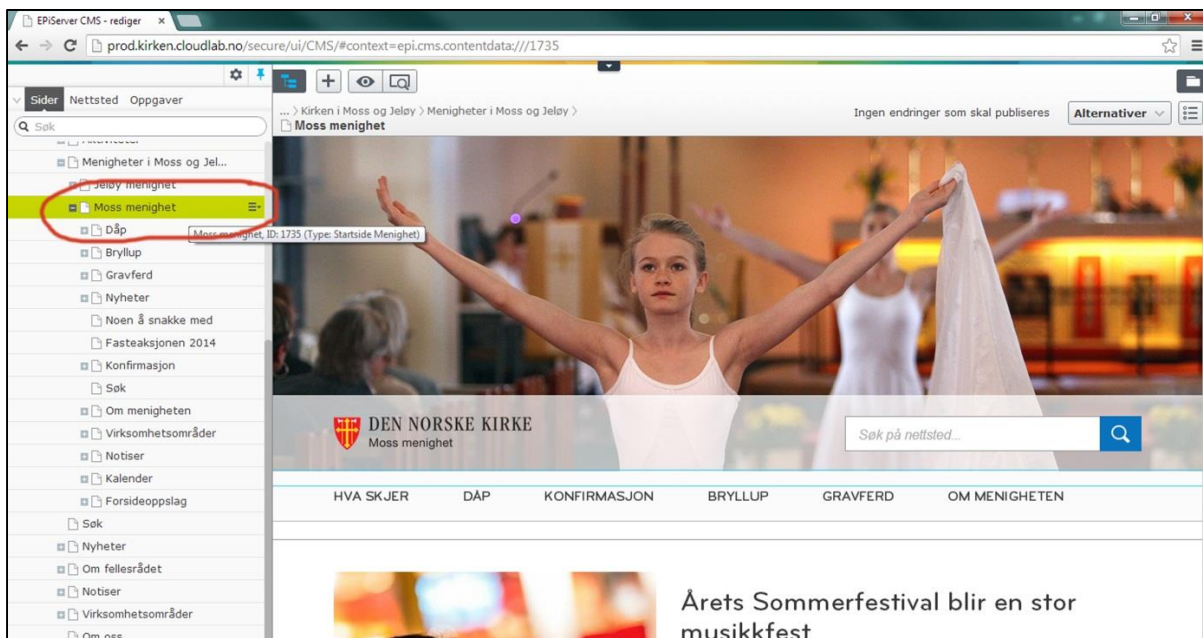 EPiServer CMS - rediger
prod.kirken.cloudlab.no/secure/ui/CMS/#context=epi.cms.contentdata:///1735
Sider Nettsted Oppgaver
Søk
Aktiviteter
Menigheter i Moss og Jel...
Jeløy menighet
Moss menighet
Dåp
Moss menighet, ID: 1735 (Type: Startside Menighet)
Bryllup
Gravferd
Nyheter
Noen å snakke med
Fasteaksjonen 2014
Konfirmasjon
Søk
Om menigheten
Virksomhetsområder
Notiser
Kalender
Forsideoppslag
Søk
Nyheter
Om fellesrådet
Notiser
Virksomhetsområder
Om oss
... > Kirken i Moss og Jeløy > Menigheter i Moss og Jeløy >
Moss menighet
Ingen endringer som skal publiseres
Alternativer
DEN NORSKE KIRKE
Moss menighet
Søk på nettsted...
HVA SKJER DÅP KONFIRMASJON BRYLLUP GRAVFERD OM MENIGHETEN
Årets Sommerfestival blir en stor
musikkfest